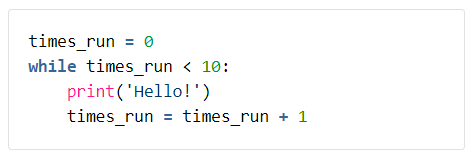 times_run = 0
while times_run < 10:
    print('Hello!')
    times_run = times_run + 1